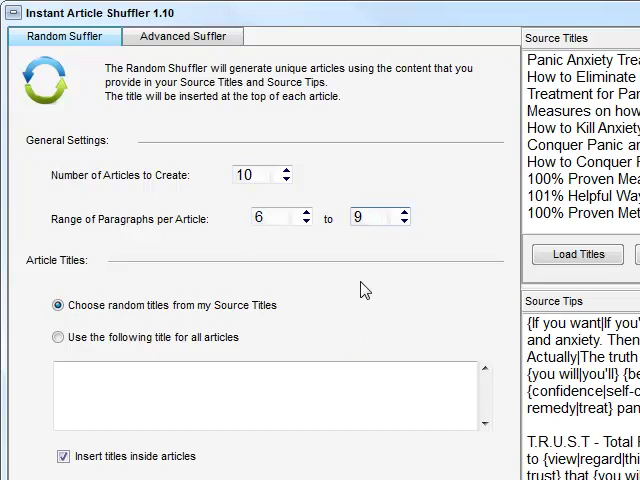 Instant Article Shuffler 1.10
Random Suffler
Advanced Suffler
The Random Shuffler will generate unique articles using the content that you
provide in your Source Titles and Source Tips.
The title will be inserted at the top of each article.
General Settings:
Number of Articles to Create:
10
Range of Paragraphs per Article:
6
to
9
Article Titles:
Choose random titles from my Source Titles
Use the following title for all articles
Insert titles inside articles
Source Titles
Panic Anxiety Trea
How to Eliminate
Treatment for Pan
Measures on how
How to Kill Anxiety
Conquer Panic an
How to Conquer P
100% Proven Mea
101% Helpful Way
100% Proven Met
Load Titles
Source Tips
{If you want|If you'
and anxiety. Then
Actually|The truth
{you will|you'll} {be
{confidence|self-c
remedy|treat} pan
T.R.U.S.T - Total R
to {view|regard|thi
trust} that {you wil